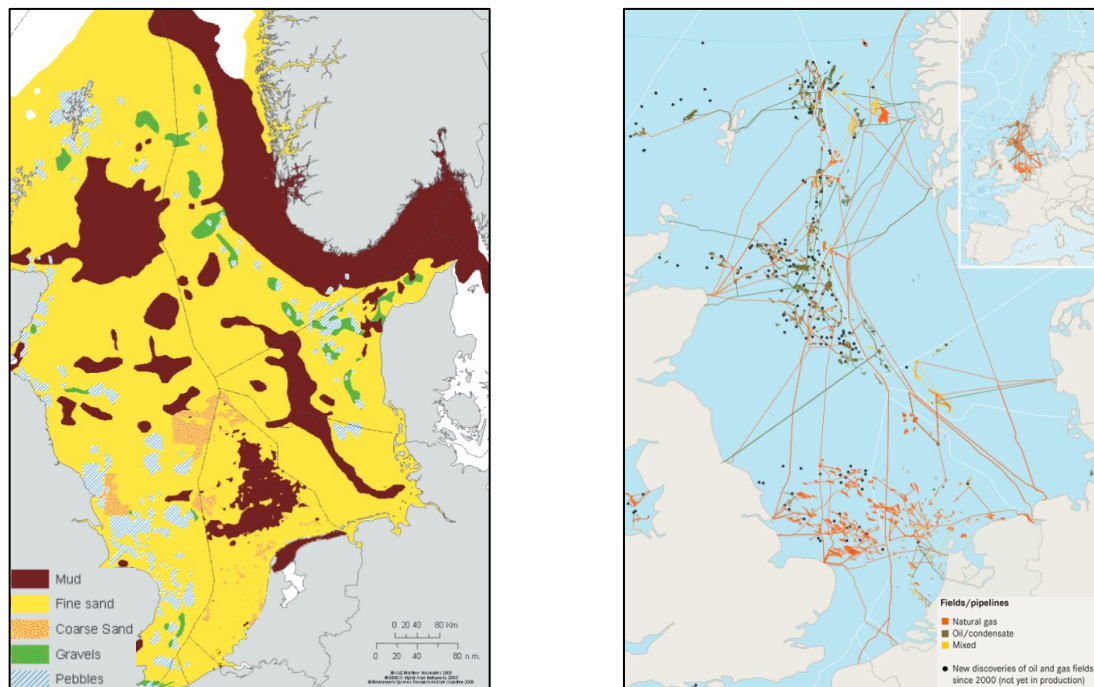 Mud
Fine sand
Coarse Sand
Gravels
Pebbles
0 20 40 80 Km
0 20 40 80 n.m.
Fields/pipelines
Natural gas
Oil/condensate
Mixed
New discoveries of oil and gas fields
since 2000 (not yet in production)